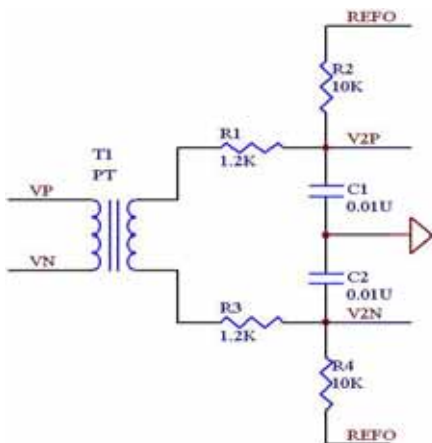 REFO
R2
10K
R1
V2P
1.2K
T1
PT
C1
0.01U
VP
VN
C2
0.01U
R3
V2N
1.2K
R4
10K
REFO